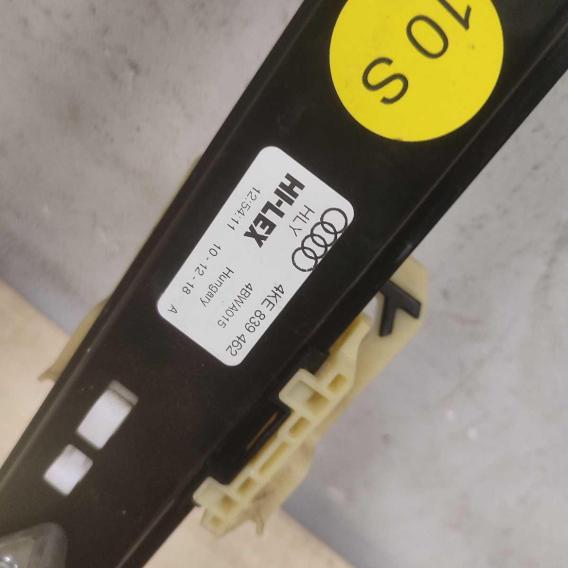 10 S
HLY
4KE 839 462
HI-LEX
4BWA015
Hungary
12:54:11 10-12-18 A